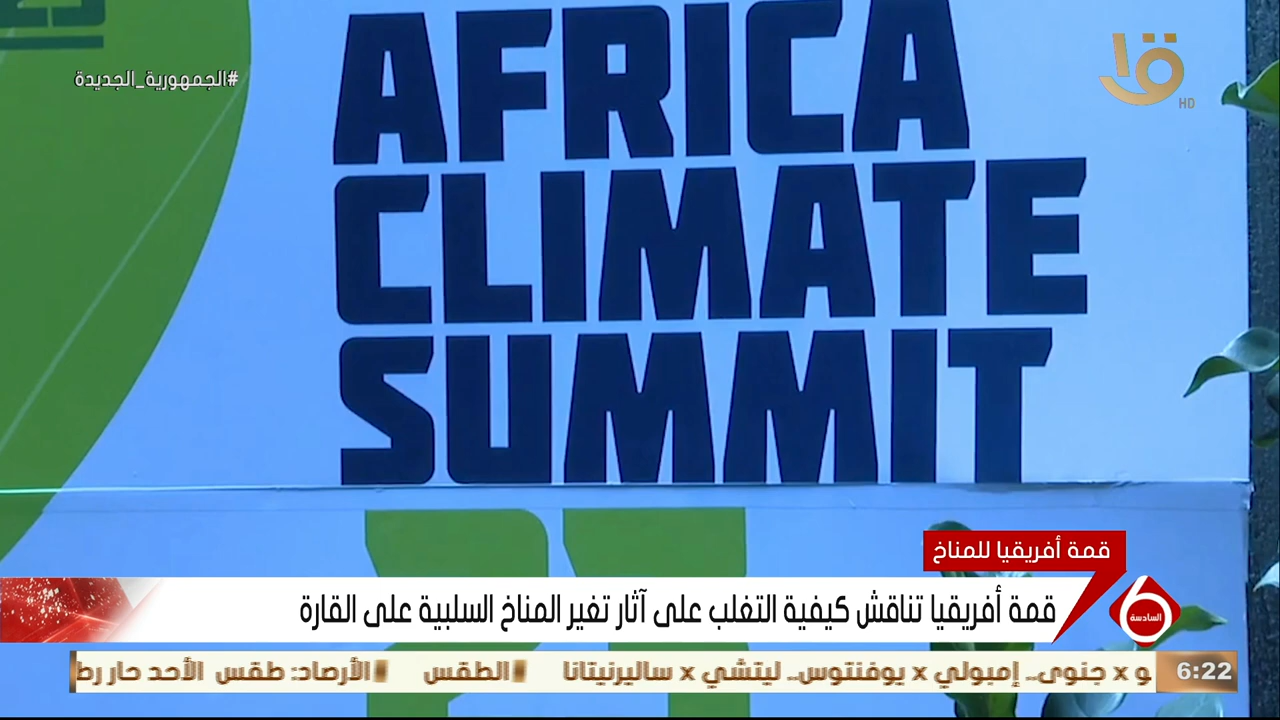 #الجمهورية_الجديدة
HD
AFRICA
CLIMATE
SUMMIT
قمة أفريقيا للمناخ
قمة أفريقيا تناقش كيفية التغلب على آثار تغير المناخ السلبية على القارة
السادسة
6:22
جنوى.. إمبولي x يوفنتوس.. ليتشي x ساليرنيتانا الطقس الأرصاد: طقس الأحد حار